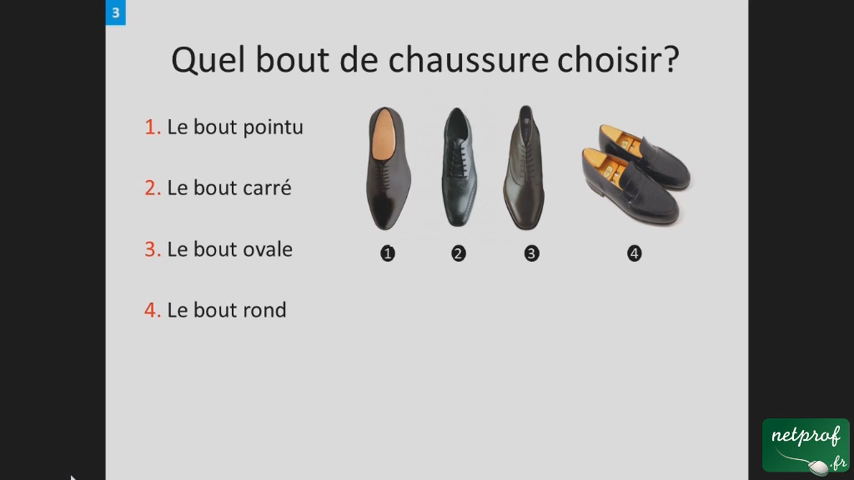 3
Quel bout de chaussure choisir?
1. Le bout pointu
2. Le bout carré
3. Le bout ovale
4. Le bout rond
1 2 3 4
netprof
.fr